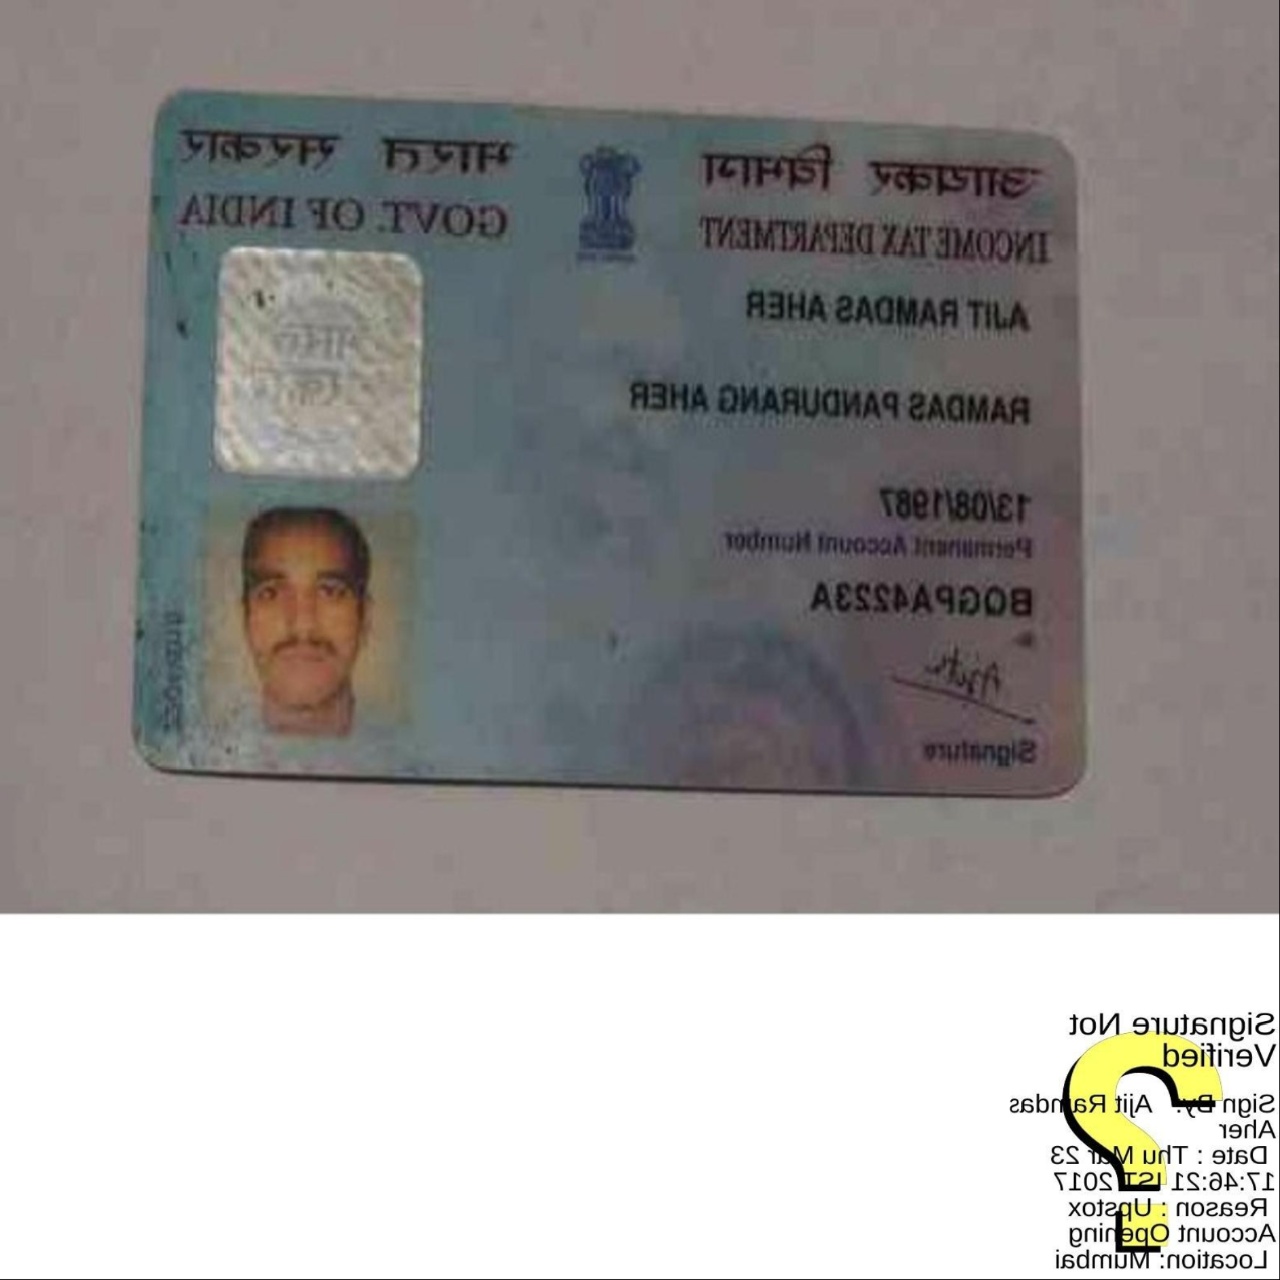 आयकर विभाग
INCOME TAX DEPARTMENT
भारत सरकार
GOVT. OF INDIA
AJIT RAMDAS AHER
RAMDAS PANDURANG AHER
13/08/1987
Permanent Account Number
BQGPA4223A
Signature
Signature Not
Verified
Sign By: Ajit Ramdas
Aher
Date : Thu Mar 23
17:46:21 IST 2017
Reason : Upstox
Account Opening
Location: Mumbai